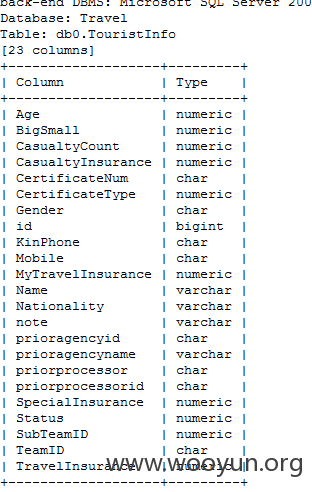 back-end DBMS: Microsoft SQL Server 200
Database: Travel
Table: db0.TouristInfo
[23 columns]
+-------------------+---------+
| Column | Type |
+-------------------+---------+
| Age | numeric |
| BigSmall | numeric |
| CasualtyCount | numeric |
| CasualtyInsurance | numeric |
| CertificateNum | char |
| CertificateType | numeric |
| Gender | char |
| id | bigint |
| KinPhone | char |
| Mobile | char |
| MyTravelInsurance | numeric |
| Name | varchar |
| Nationality | varchar |
| note | varchar |
| prioragencyid | char |
| prioragencyname | varchar |
| priorprocessor | char |
| priorprocessorid | char |
| SpecialInsurance | numeric |
| Status | numeric |
| SubTeamID | numeric |
| TeamID | char |
| TravelInsurance | numeric |
+-------------------+---------+
www.wooyun.org